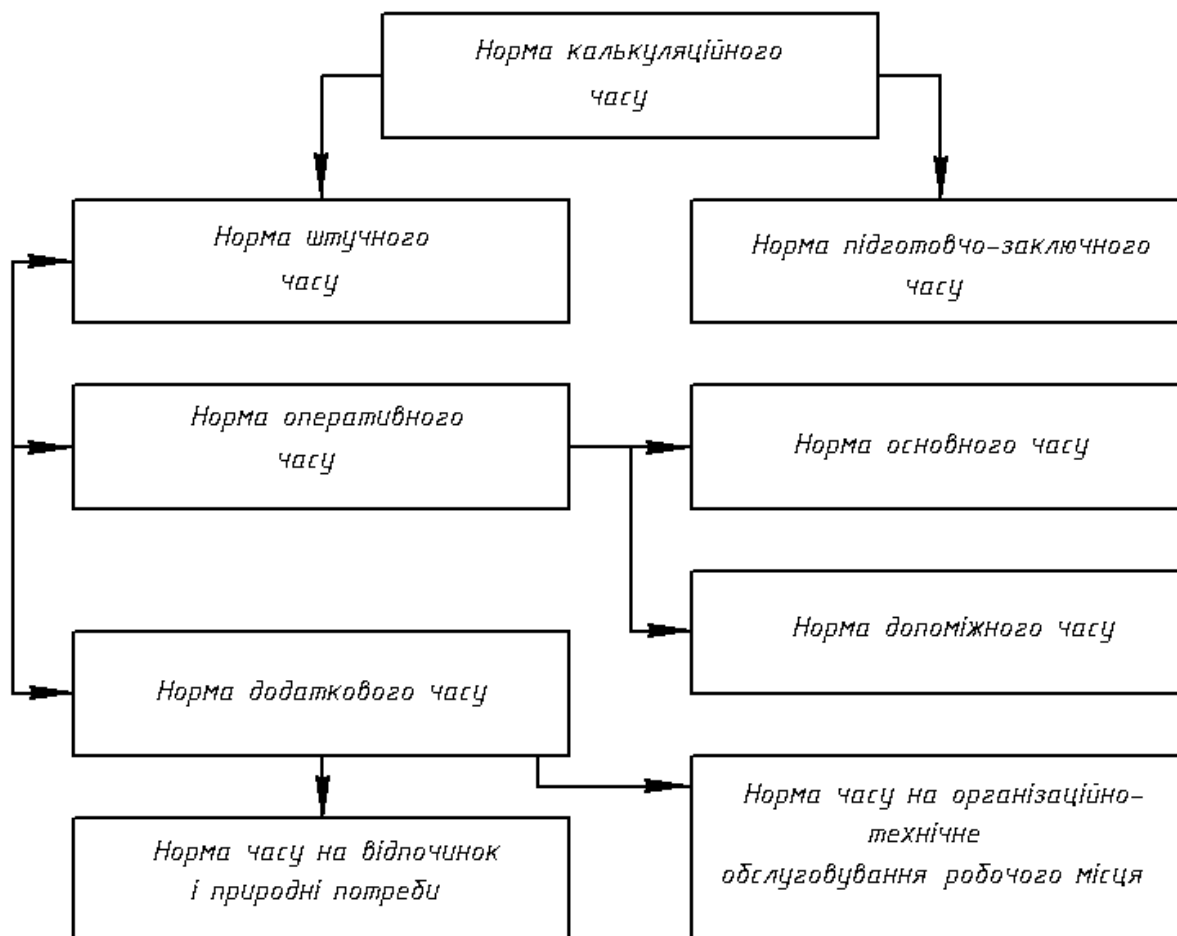 Норма калькуляційного
часу
Норма штучного
часу
Норма підготовчо-заключного
часу
Норма оперативного
часу
Норма основного часу
Норма допоміжного часу
Норма додаткового часу
Норма часу на організаційно-
технічне
обслуговування робочого місця
Норма часу на відпочинок
і природні потреби